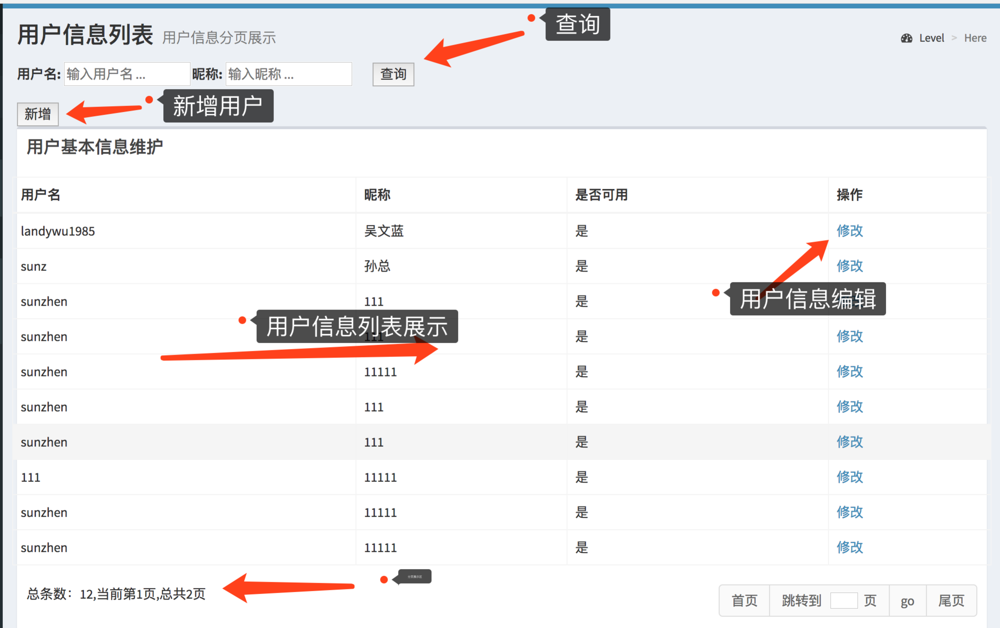 查询
用户信息列表 用户信息分页展示
Level > Here
用户名: 输入用户名 ... 昵称: 输入昵称 ... 查询
新增用户
新增
用户基本信息维护
用户名 昵称 是否可用 操作
landywu1985 吴文蓝 是 修改
sunz 孙总 是 修改
用户信息编辑
sunzhen 111 是
用户信息列表展示
sunzhen 111 是 修改
sunzhen 11111 是 修改
sunzhen 111 是 修改
sunzhen 111 是 修改
111 11111 是 修改
sunzhen 11111 是 修改
sunzhen 11111 是 修改
分页展示区
总条数：12,当前第1页,总共2页
首页 跳转到 页 go 尾页